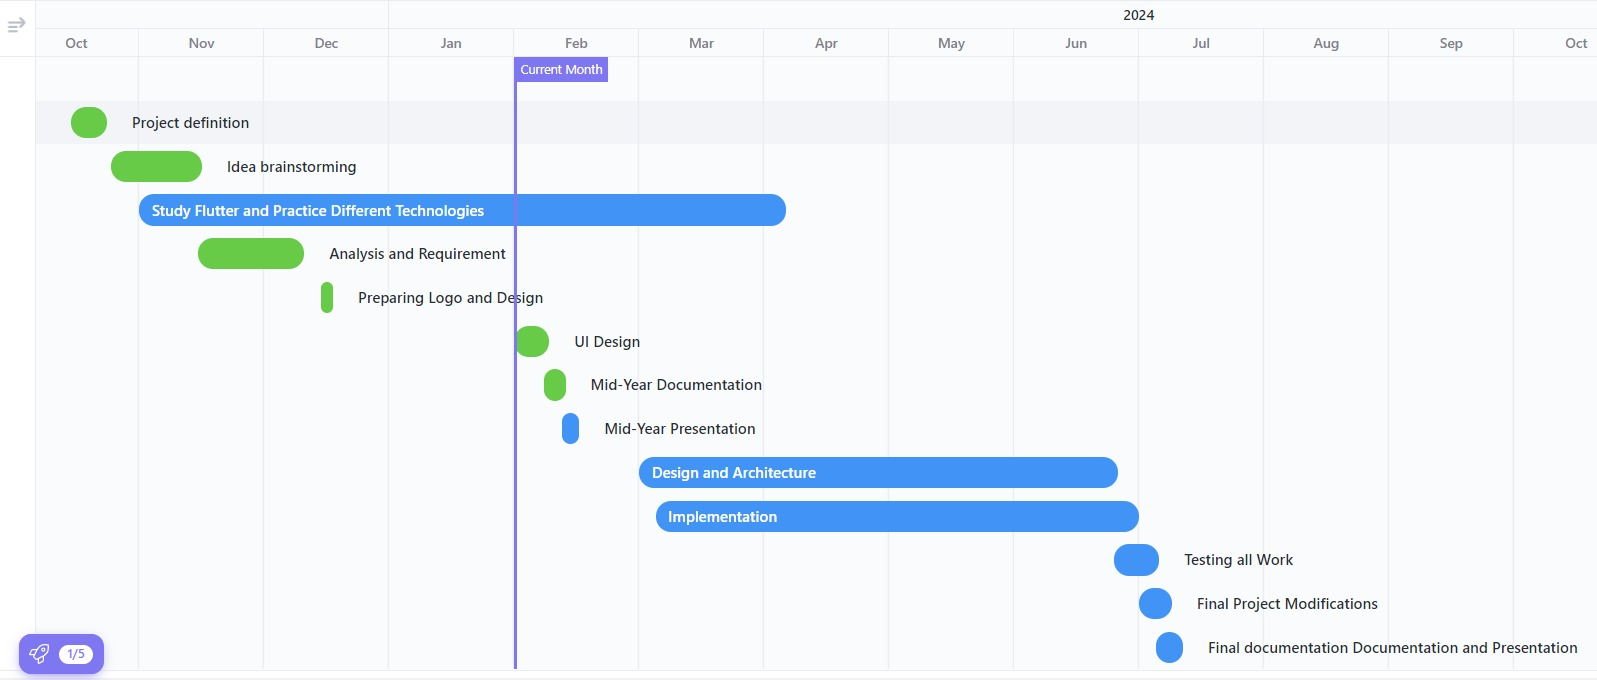 2024
Oct Nov Dec Jan Feb Mar Apr May Jun Jul Aug Sep Oct
Current Month
Project definition
Idea brainstorming
Study Flutter and Practice Different Technologies
Analysis and Requirement
Preparing Logo and Design
UI Design
Mid-Year Documentation
Mid-Year Presentation
Design and Architecture
Implementation
Testing all Work
Final Project Modifications
Final documentation Documentation and Presentation
1/5